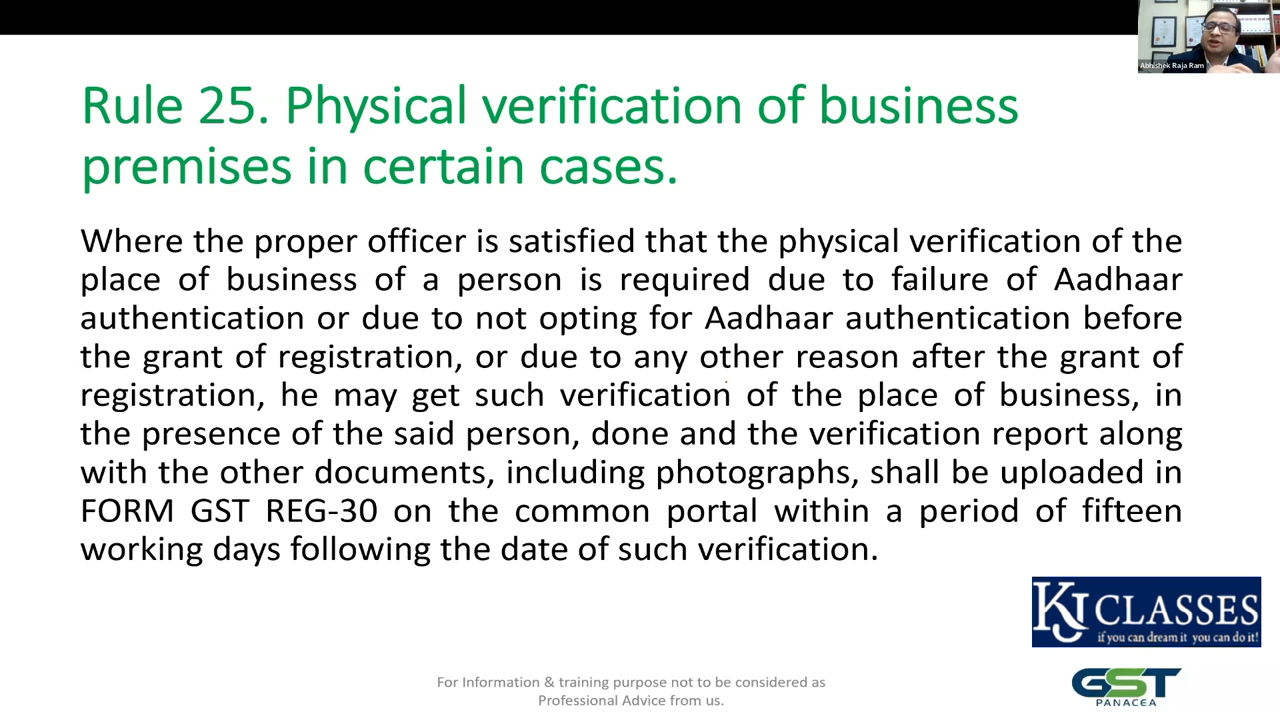 Abhishek Raja Ram
Rule 25. Physical verification of business
premises in certain cases.
Where the proper officer is satisfied that the physical verification of the
place of business of a person is required due to failure of Aadhaar
authentication or due to not opting for Aadhaar authentication before
the grant of registration, or due to any other reason after the grant of
registration, he may get such verification of the place of business, in
the presence of the said person, done and the verification report along
with the other documents, including photographs, shall be uploaded in
FORM GST REG-30 on the common portal within a period of fifteen
working days following the date of such verification.
KJ CLASSES
if you can dream it you can do it!
For Information & training purpose not to be considered as
Professional Advice from us.
GST
PANACEA